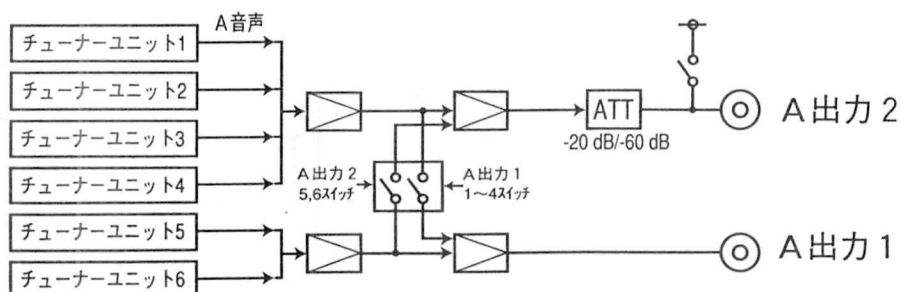 A音声
チューナーユニット1
チューナーユニット2
チューナーユニット3
チューナーユニット4
チューナーユニット5
チューナーユニット6
A出力2
5,6スイッチ
A出力1
1~4スイッチ
ATT
-20 dB/-60 dB
A出力2
A出力1